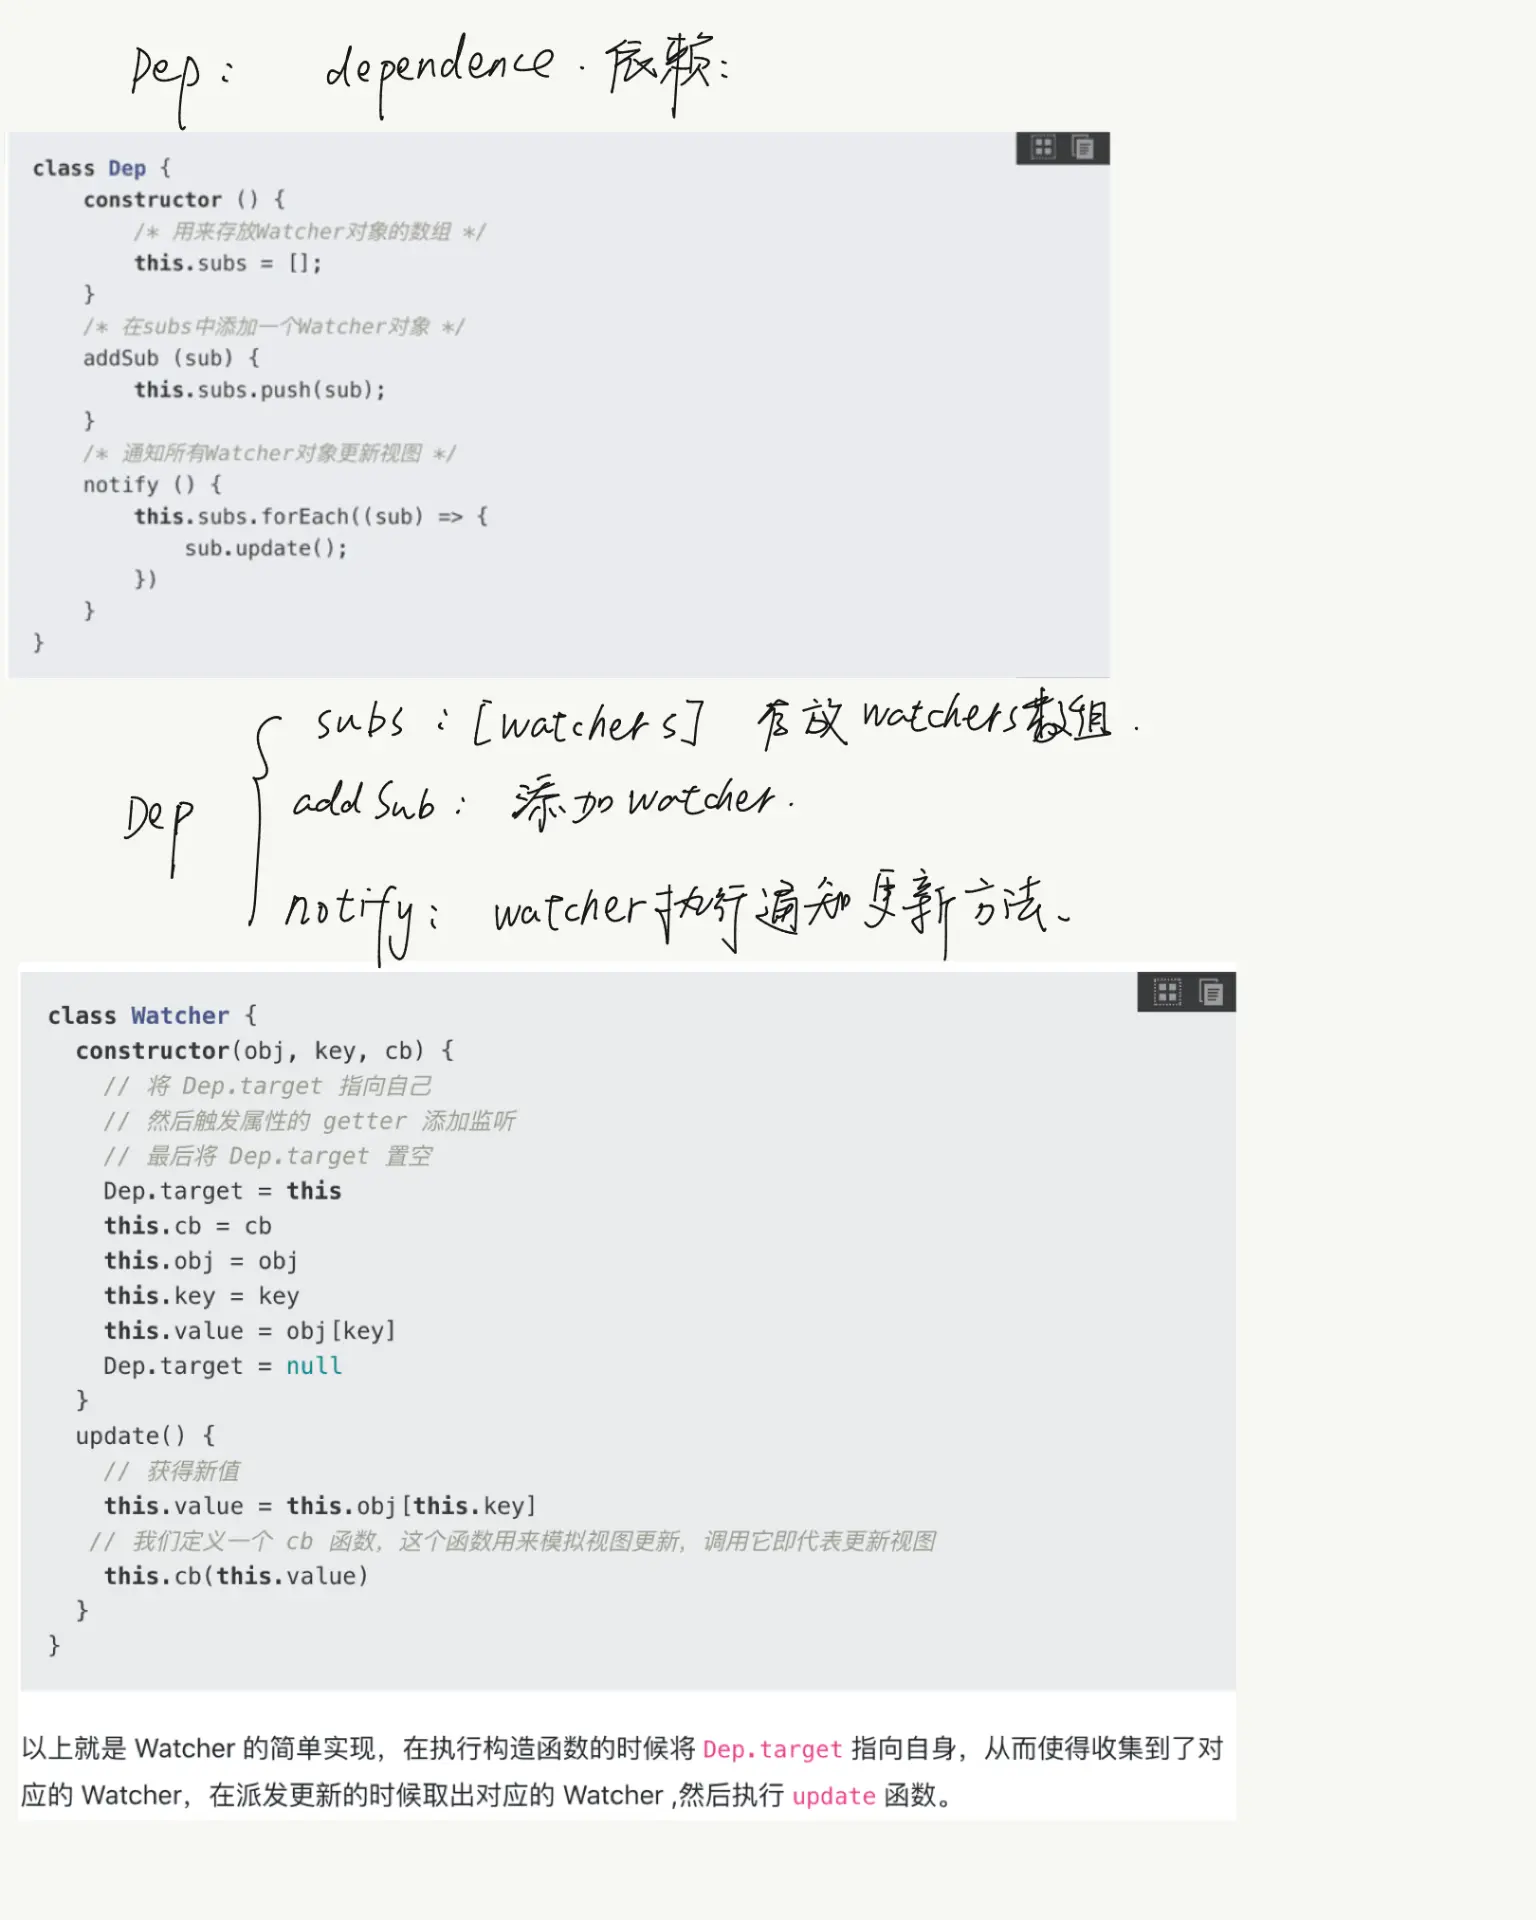 Dep： dependence. 依赖：
class Dep {
    constructor () {
        /* 用来存放Watcher对象的数组 */
        this.subs = [];
    }
    /* 在subs中添加一个Watcher对象 */
    addSub (sub) {
        this.subs.push(sub);
    }
    /* 通知所有Watcher对象更新视图 */
    notify () {
        this.subs.forEach((sub) => {
            sub.update();
        })
    }
}
subs：[watchers] 存放watchers数组.
Dep
addSub： 添加watcher.
notify： watcher执行通知更新方法、
class Watcher {
  constructor(obj, key, cb) {
    // 将 Dep.target 指向自己
    // 然后触发属性的 getter 添加监听
    // 最后将 Dep.target 置空
    Dep.target = this
    this.cb = cb
    this.obj = obj
    this.key = key
    this.value = obj[key]
    Dep.target = null
  }
  update() {
    // 获得新值
    this.value = this.obj[this.key]
   // 我们定义一个 cb 函数，这个函数用来模拟视图更新，调用它即代表更新视图
    this.cb(this.value)
  }
}
以上就是 Watcher 的简单实现，在执行构造函数的时候将 Dep.target 指向自身，从而使得收集到了对
应的 Watcher，在派发更新的时候取出对应的 Watcher ,然后执行 update 函数。